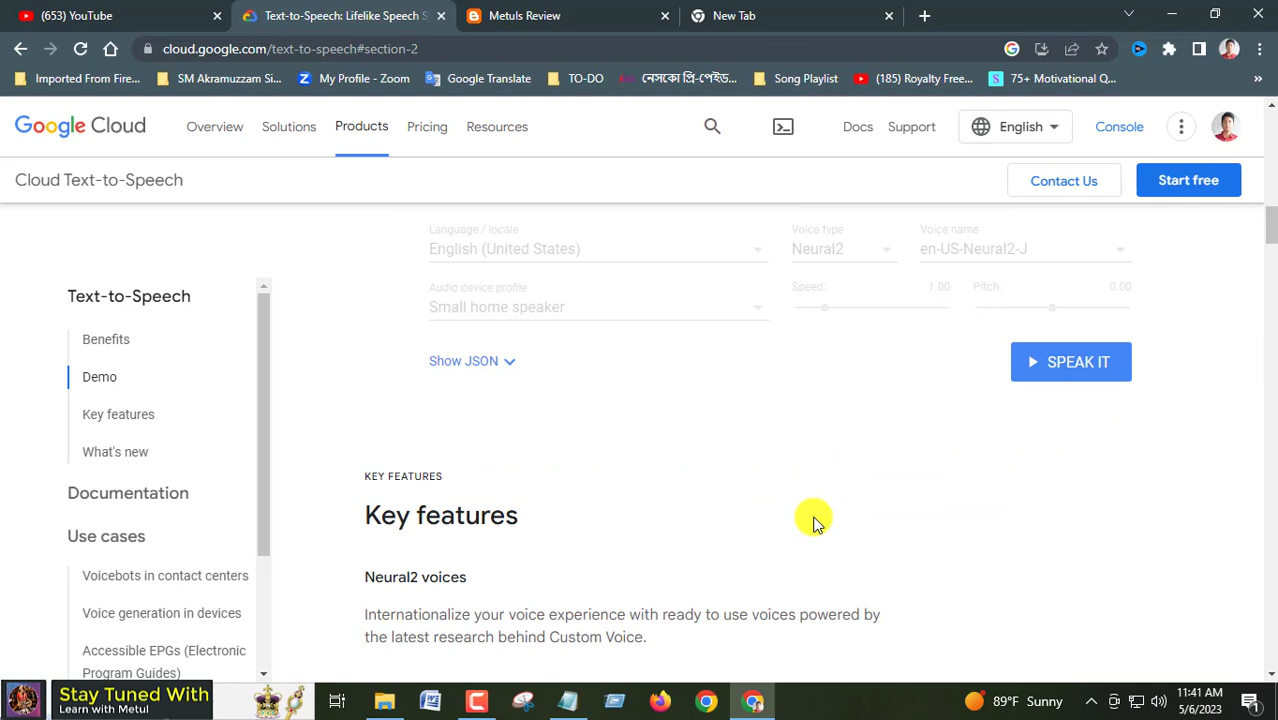 (653) YouTube
Text-to-Speech: Lifelike Speech S
Metuls Review
New Tab
cloud.google.com/text-to-speech#section-2
Imported From Fire...
SM Akramuzzam Si...
My Profile - Zoom
Google Translate
TO-DO
নেসকো প্রি-পেইড...
Song Playlist
(185) Royalty Free...
75+ Motivational Q...
Google Cloud
Overview
Solutions
Products
Pricing
Resources
Docs
Support
English
Console
Cloud Text-to-Speech
Contact Us
Start free
Language / locale
Voice type
Voice name
English (United States)
Neural2
en-US-Neural2-J
Audio device profile
Speed: 1.00
Pitch: 0.00
Small home speaker
Show JSON
SPEAK IT
Text-to-Speech
Benefits
Demo
Key features
What's new
Documentation
Use cases
Voicebots in contact centers
Voice generation in devices
Accessible EPGs (Electronic
Program Guides)
KEY FEATURES
Key features
Neural2 voices
Internationalize your voice experience with ready to use voices powered by
the latest research behind Custom Voice.
Stay Tuned With
Learn with Metul
89°F Sunny
11:41 AM
5/6/2023